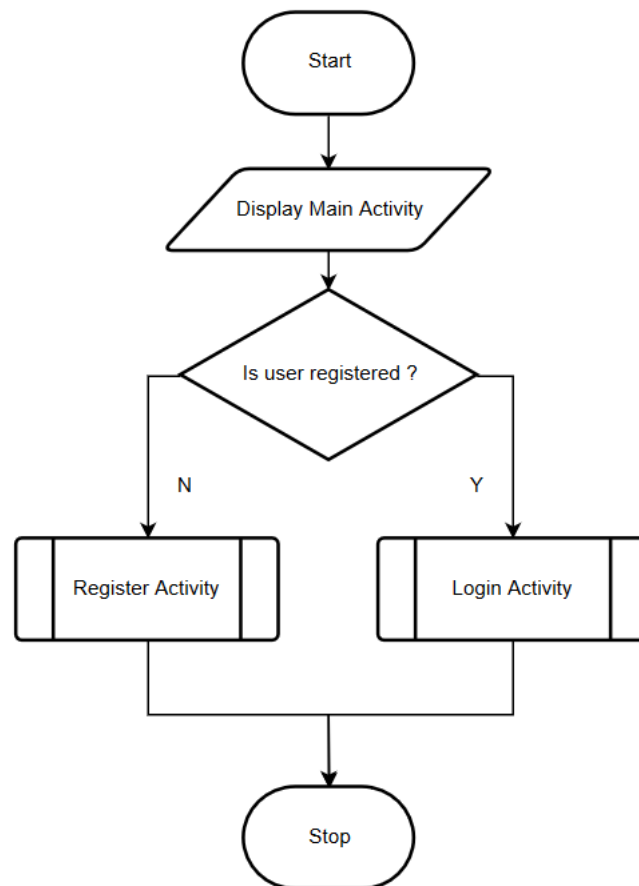 Start
Display Main Activity
Is user registered ?
N
Y
Register Activity
Login Activity
Stop